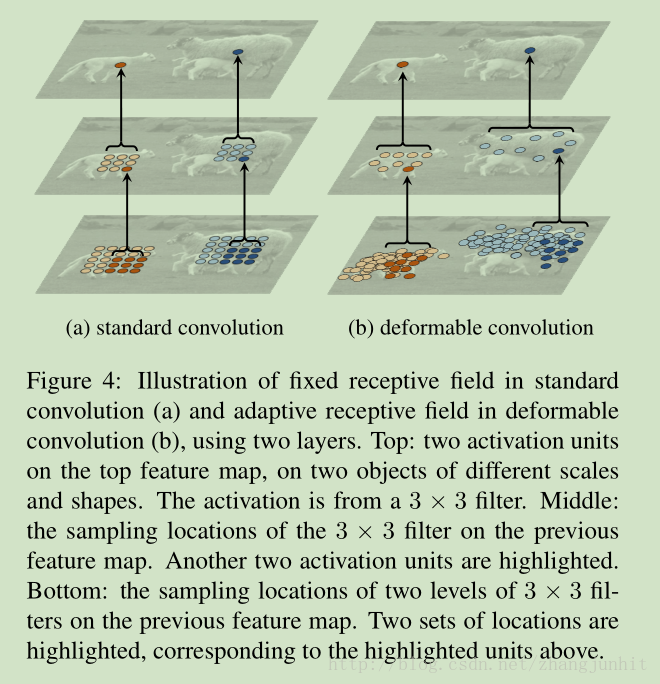 (a) standard convolution (b) deformable convolution
Figure 4: Illustration of fixed receptive field in standard
convolution (a) and adaptive receptive field in deformable
convolution (b), using two layers. Top: two activation units
on the top feature map, on two objects of different scales
and shapes. The activation is from a 3 × 3 filter. Middle:
the sampling locations of the 3 × 3 filter on the previous
feature map. Another two activation units are highlighted.
Bottom: the sampling locations of two levels of 3 × 3 fil-
ters on the previous feature map. Two sets of locations are
highlighted, corresponding to the highlighted units above.
http://blog.csdn.net/zhangjunhit